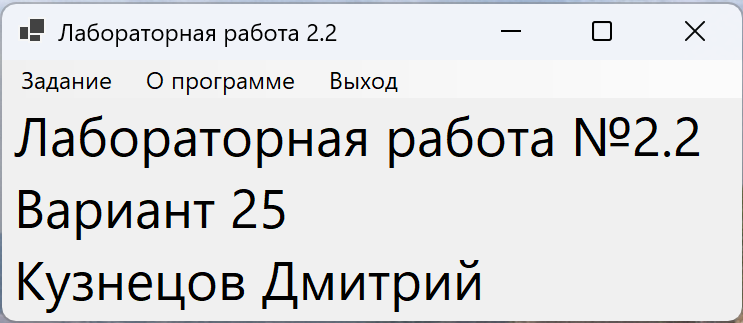 Лабораторная работа 2.2
Задание О программе Выход
Лабораторная работа №2.2
Вариант 25
Кузнецов Дмитрий